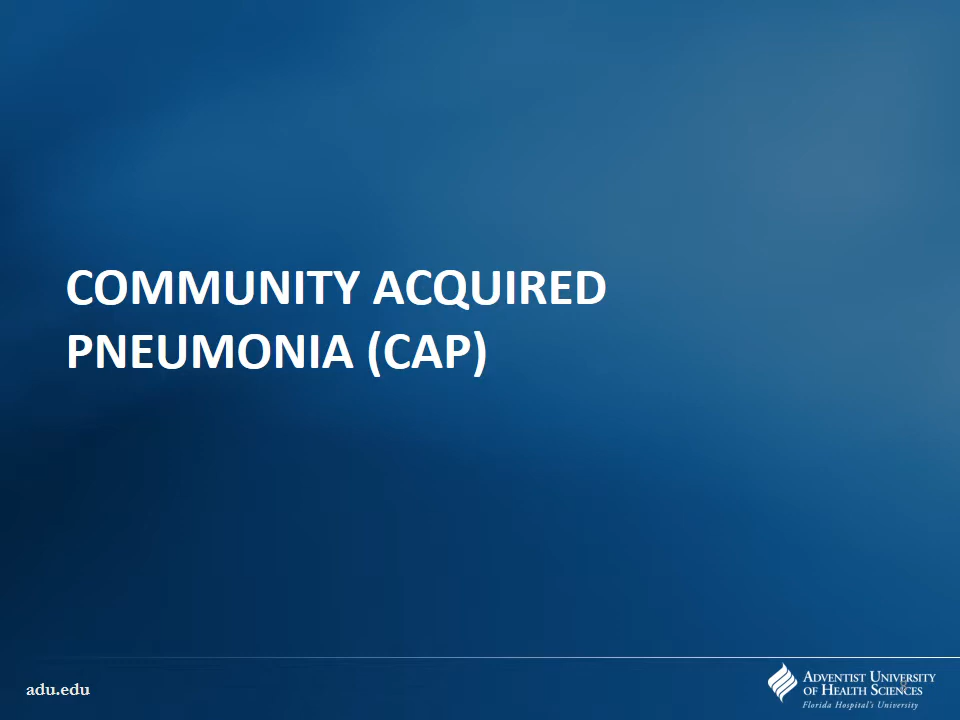 COMMUNITY ACQUIRED
PNEUMONIA (CAP)
adu.edu
ADVENTIST UNIVERSITY
OF HEALTH SCIENCES
Florida Hospital's University